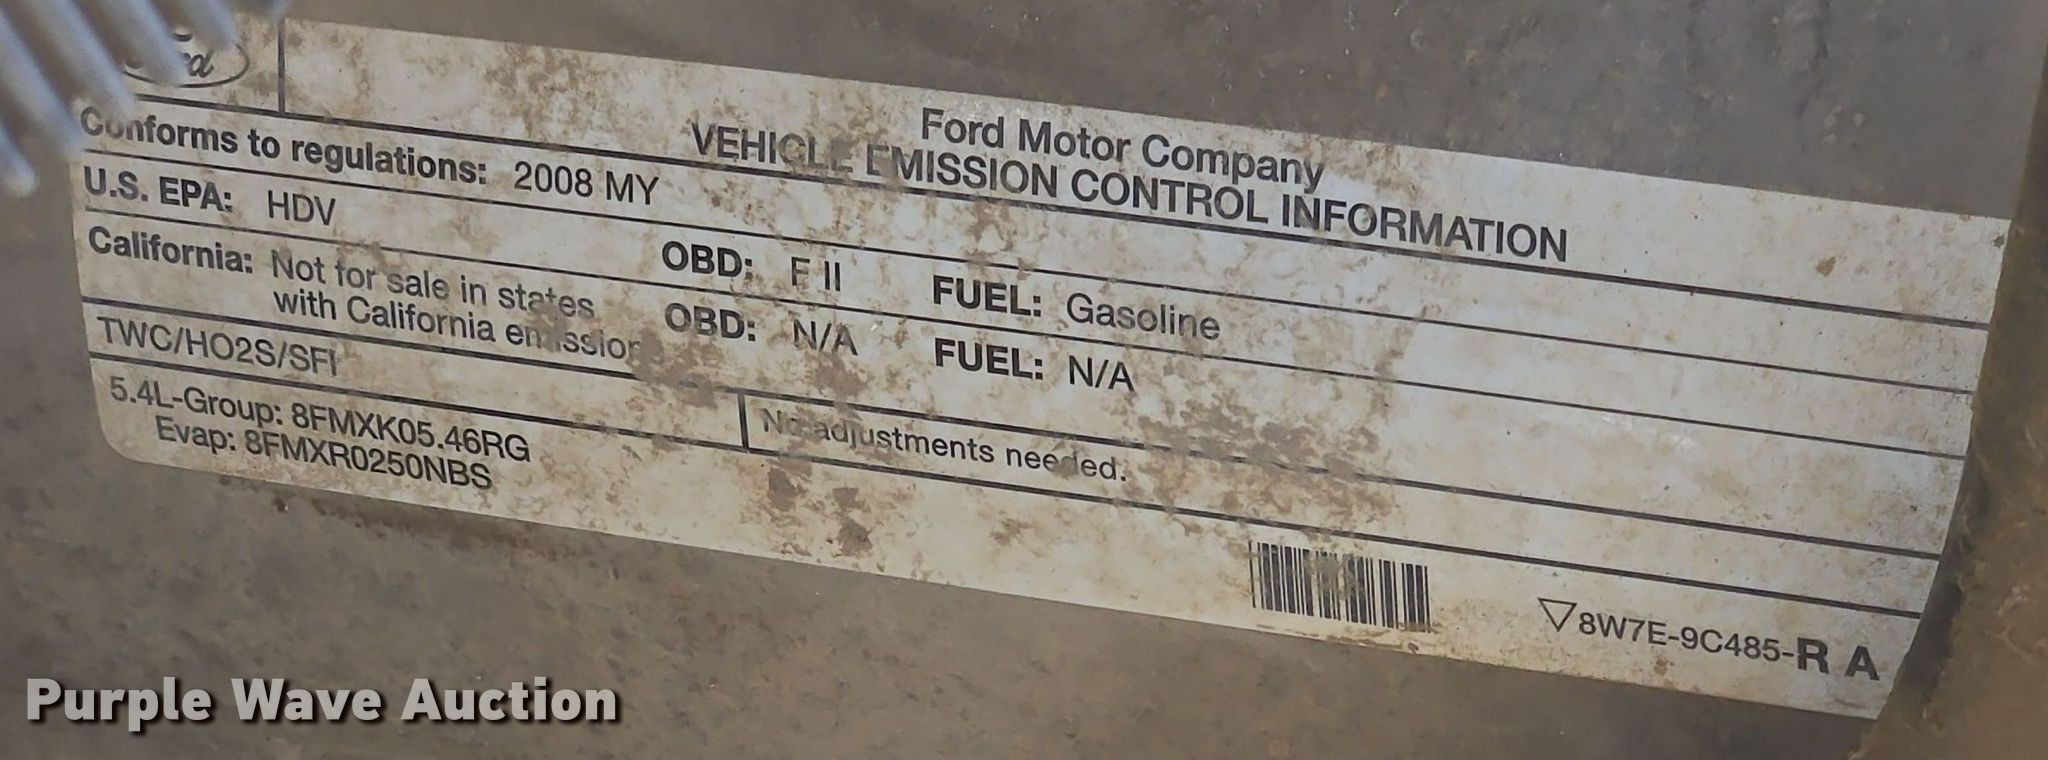 Ford
Ford Motor Company
VEHICLE EMISSION CONTROL INFORMATION
Conforms to regulations: 2008 MY
U.S. EPA: HDV OBD: F II FUEL: Gasoline
California: Not for sale in states OBD: N/A FUEL: N/A
with California emission
TWC/HO2S/SFI No adjustments needed.
5.4L-Group: 8FMXK05.46RG
Evap: 8FMXR0250NBS
▽8W7E-9C485-R A
Purple Wave Auction